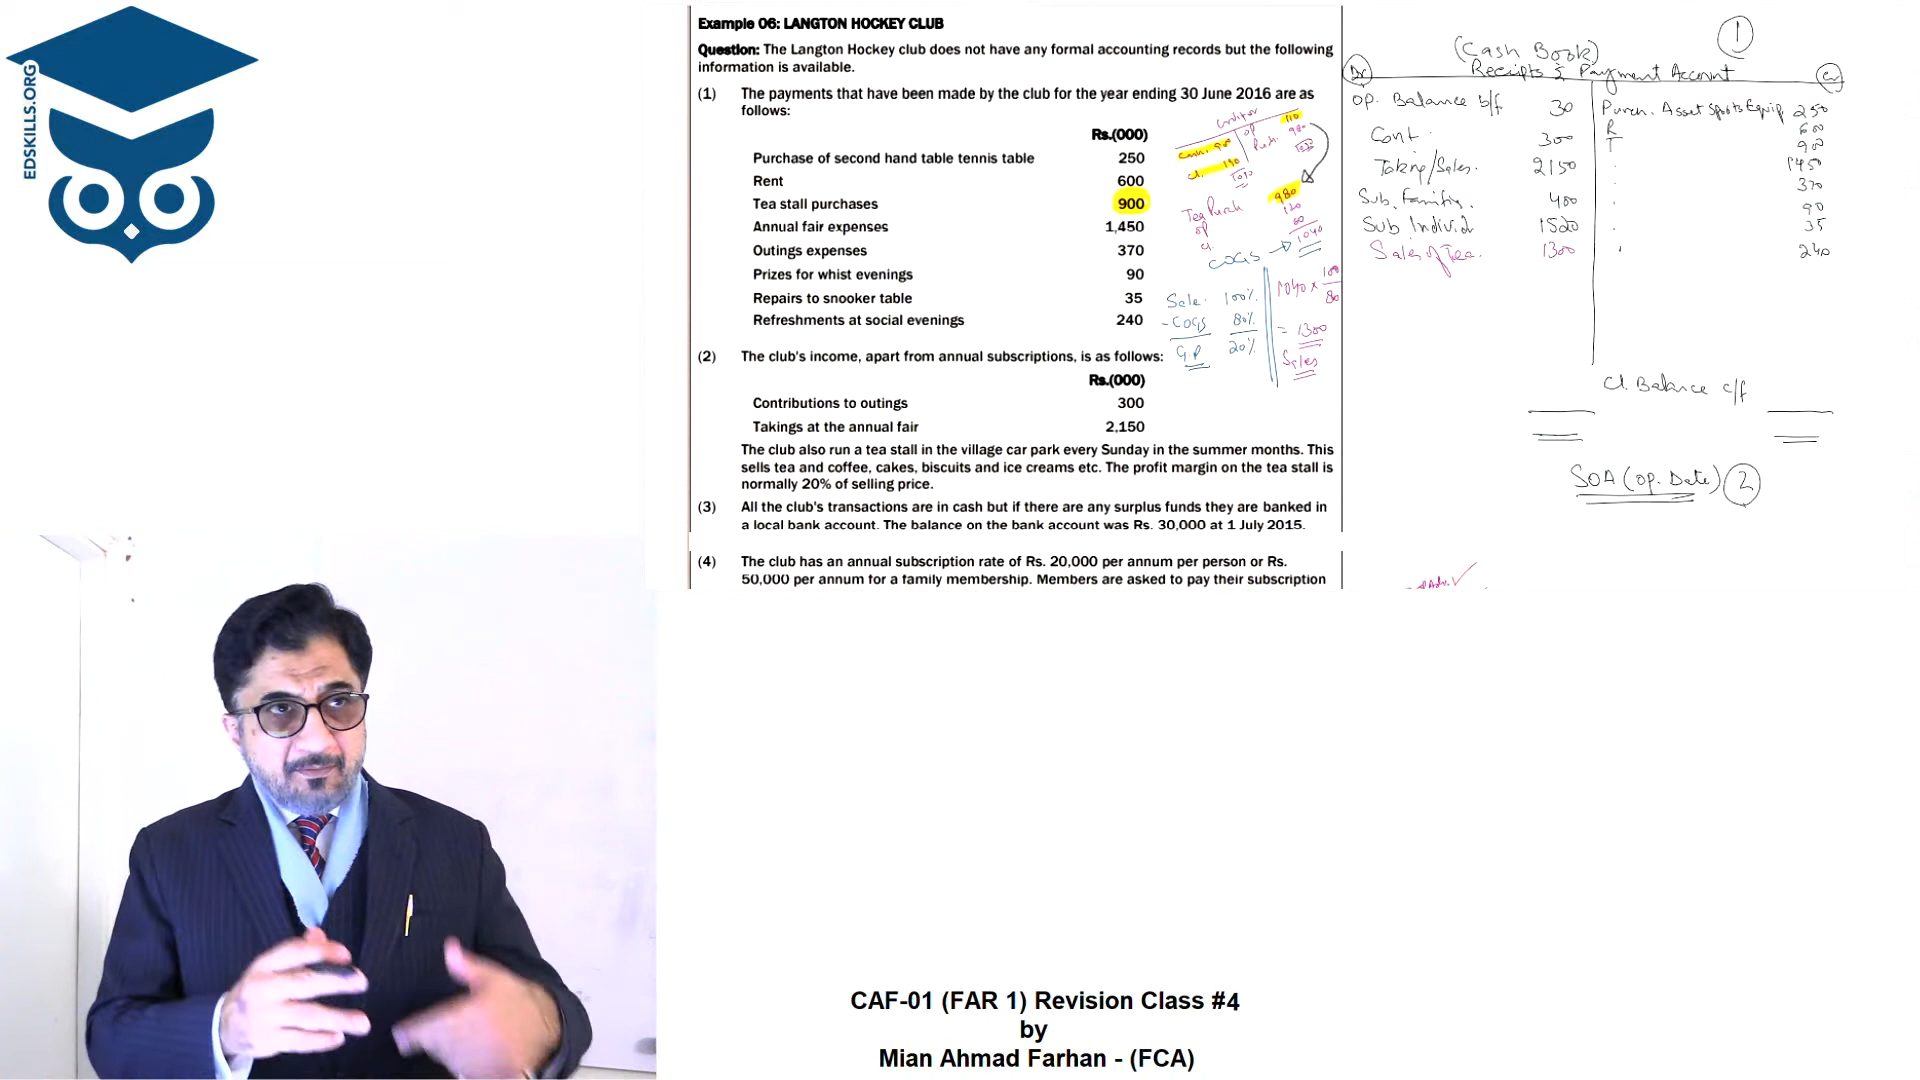 EDSKILLS.ORG
Example 06: LANGTON HOCKEY CLUB
Question: The Langton Hockey club does not have any formal accounting records but the following
information is available.
(1) The payments that have been made by the club for the year ending 30 June 2016 are as
follows:
Rs.(000)
Purchase of second hand table tennis table 250
Rent 600
Tea stall purchases 900
Annual fair expenses 1,450
Outings expenses 370
Prizes for whist evenings 90
Repairs to snooker table 35
Refreshments at social evenings 240
(2) The club's income, apart from annual subscriptions, is as follows:
Rs.(000)
Contributions to outings 300
Takings at the annual fair 2,150
The club also run a tea stall in the village car park every Sunday in the summer months. This
sells tea and coffee, cakes, biscuits and ice creams etc. The profit margin on the tea stall is
normally 20% of selling price.
(3) All the club's transactions are in cash but if there are any surplus funds they are banked in
a local bank account. The balance on the bank account was Rs. 30,000 at 1 July 2015.
(4) The club has an annual subscription rate of Rs. 20,000 per annum per person or Rs.
50,000 per annum for a family membership. Members are asked to pay their subscription
Creditor
op 110
Cash 900 Purch. 980
cl. 190
Tea Purch 980
op 120
cl. 60
COGS → 1040
Sale. 100%
- COGS 80%
G.P 20%
1040 x 100
80
= 1300
Sales
1
(Cash Book)
Dr Receipts & Payment Account Cr
Op. Balance b/f 30 Purch. Asset Sports Equip 250
R 600
Cont. 300 T 900
Taking/Sales. 2150 1450
370
Sub. Families. 400 90
Sub Individ 1520 35
Sales of Tea. 1300 240
Cl. Balance c/f
SOA (Op. Date) 2
CAF-01 (FAR 1) Revision Class #4
by
Mian Ahmad Farhan - (FCA)